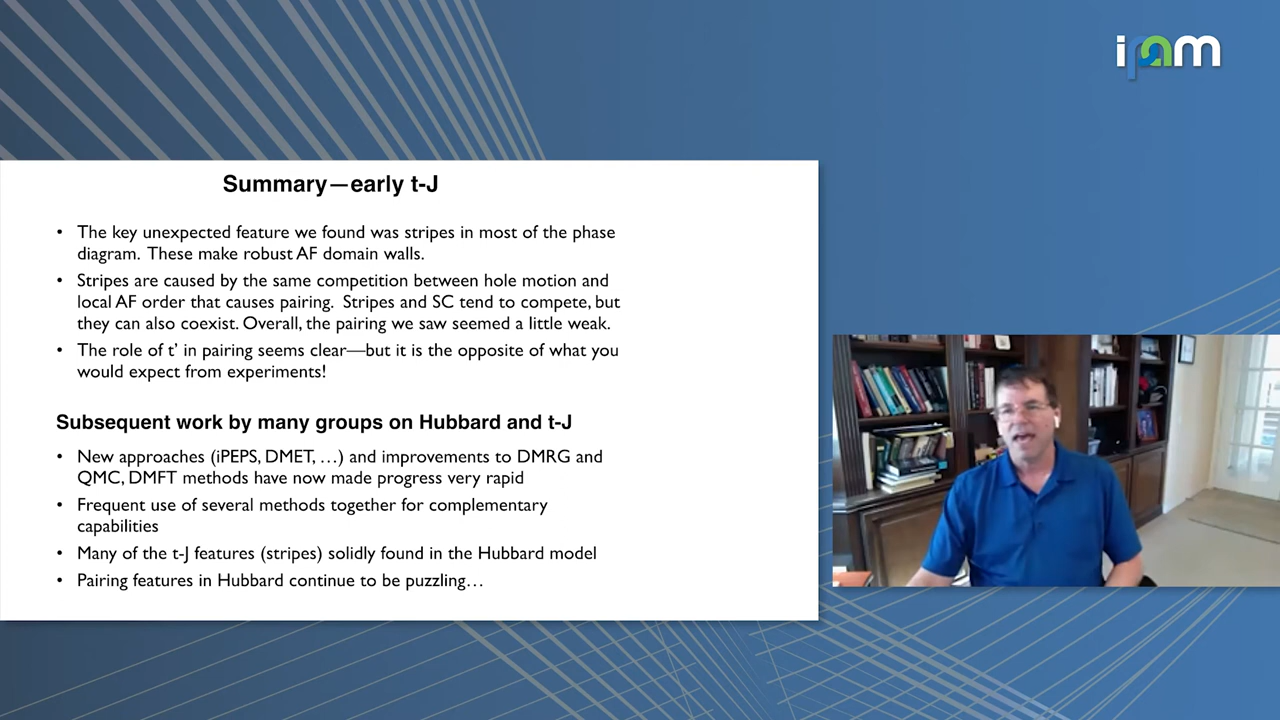 ipam
Summary—early t-J
• The key unexpected feature we found was stripes in most of the phase
diagram. These make robust AF domain walls.
• Stripes are caused by the same competition between hole motion and
local AF order that causes pairing. Stripes and SC tend to compete, but
they can also coexist. Overall, the pairing we saw seemed a little weak.
• The role of t’ in pairing seems clear—but it is the opposite of what you
would expect from experiments!
Subsequent work by many groups on Hubbard and t-J
• New approaches (iPEPS, DMET, …) and improvements to DMRG and
QMC, DMFT methods have now made progress very rapid
• Frequent use of several methods together for complementary
capabilities
• Many of the t-J features (stripes) solidly found in the Hubbard model
• Pairing features in Hubbard continue to be puzzling…